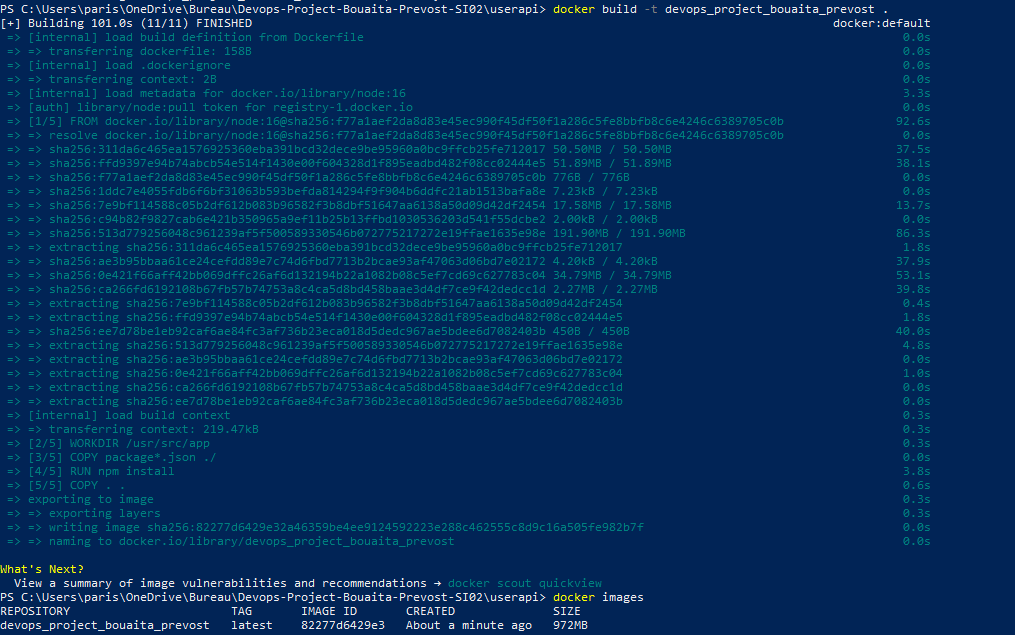 PS C:\Users\paris\OneDrive\Bureau\Devops-Project-Bouaita-Prevost-SI02\userapi> docker build -t devops_project_bouaita_prevost .
[+] Building 101.0s (11/11) FINISHED docker:default
=> [internal] load build definition from Dockerfile 0.0s
=> => transferring dockerfile: 158B 0.0s
=> [internal] load .dockerignore 0.0s
=> => transferring context: 2B 0.0s
=> [internal] load metadata for docker.io/library/node:16 3.3s
=> [auth] library/node:pull token for registry-1.docker.io 0.0s
=> [1/5] FROM docker.io/library/node:16@sha256:f77a1aef2da8d83e45ec990f45df50f1a286c5fe8bbfb8c6e4246c6389705c0b 92.6s
=> => resolve docker.io/library/node:16@sha256:f77a1aef2da8d83e45ec990f45df50f1a286c5fe8bbfb8c6e4246c6389705c0b 0.0s
=> => sha256:311da6c465ea1576925360eba391bcd32dece9be95960a0bc9ffcb25fe712017 50.50MB / 50.50MB 37.5s
=> => sha256:ffd9397e94b74abcb54e514f1430e00f604328d1f895eadbd482f08cc02444e5 51.89MB / 51.89MB 38.1s
=> => sha256:f77a1aef2da8d83e45ec990f45df50f1a286c5fe8bbfb8c6e4246c6389705c0b 776B / 776B 0.0s
=> => sha256:1ddc7e4055fdb6f6bf31063b593befda814294f9f904b6ddfc21ab1513bafa8e 7.23kB / 7.23kB 0.0s
=> => sha256:7e9bf114588c05b2df612b083b96582f3b8dbf51647aa6138a50d09d42df2454 17.58MB / 17.58MB 13.7s
=> => sha256:c94b82f9827cab6e421b350965a9ef11b25b13ffbd1030536203d541f55dcbe2 2.00kB / 2.00kB 0.0s
=> => sha256:513d779256048c961239af5f500589330546b072775217272e19ffae1635e98e 191.90MB / 191.90MB 86.3s
=> => extracting sha256:311da6c465ea1576925360eba391bcd32dece9be95960a0bc9ffcb25fe712017 1.8s
=> => sha256:ae3b95bbaa61ce24cefdd89e7c74d6fbd7713b2bcae93af47063d06bd7e02172 4.20kB / 4.20kB 37.9s
=> => sha256:0e421f66aff42bb069dffc26af6d132194b22a1082b08c5ef7cd69c627783c04 34.79MB / 34.79MB 53.1s
=> => sha256:ca266fd6192108b67fb57b74753a8c4ca5d8bd458baae3d4df7ce9f42dedcc1d 2.27MB / 2.27MB 39.8s
=> => extracting sha256:7e9bf114588c05b2df612b083b96582f3b8dbf51647aa6138a50d09d42df2454 0.4s
=> => extracting sha256:ffd9397e94b74abcb54e514f1430e00f604328d1f895eadbd482f08cc02444e5 1.8s
=> => sha256:ee7d78be1eb92caf6ae84fc3af736b23eca018d5dedc967ae5bdee6d7082403b 450B / 450B 40.0s
=> => extracting sha256:513d779256048c961239af5f500589330546b072775217272e19ffae1635e98e 4.8s
=> => extracting sha256:ae3b95bbaa61ce24cefdd89e7c74d6fbd7713b2bcae93af47063d06bd7e02172 0.0s
=> => extracting sha256:0e421f66aff42bb069dffc26af6d132194b22a1082b08c5ef7cd69c627783c04 1.0s
=> => extracting sha256:ca266fd6192108b67fb57b74753a8c4ca5d8bd458baae3d4df7ce9f42dedcc1d 0.0s
=> => extracting sha256:ee7d78be1eb92caf6ae84fc3af736b23eca018d5dedc967ae5bdee6d7082403b 0.0s
=> [internal] load build context 0.3s
=> => transferring context: 219.47kB 0.3s
=> [2/5] WORKDIR /usr/src/app 0.3s
=> [3/5] COPY package*.json ./ 0.0s
=> [4/5] RUN npm install 3.8s
=> [5/5] COPY . . 0.6s
=> exporting to image 0.3s
=> => exporting layers 0.3s
=> => writing image sha256:82277d6429e32a46359be4ee9124592223e288c462555c8d9c16a505fe982b7f 0.0s
=> => naming to docker.io/library/devops_project_bouaita_prevost 0.0s
What's Next?
View a summary of image vulnerabilities and recommendations → docker scout quickview
PS C:\Users\paris\OneDrive\Bureau\Devops-Project-Bouaita-Prevost-SI02\userapi> docker images
REPOSITORY TAG IMAGE ID CREATED SIZE
devops_project_bouaita_prevost latest 82277d6429e3 About a minute ago 972MB